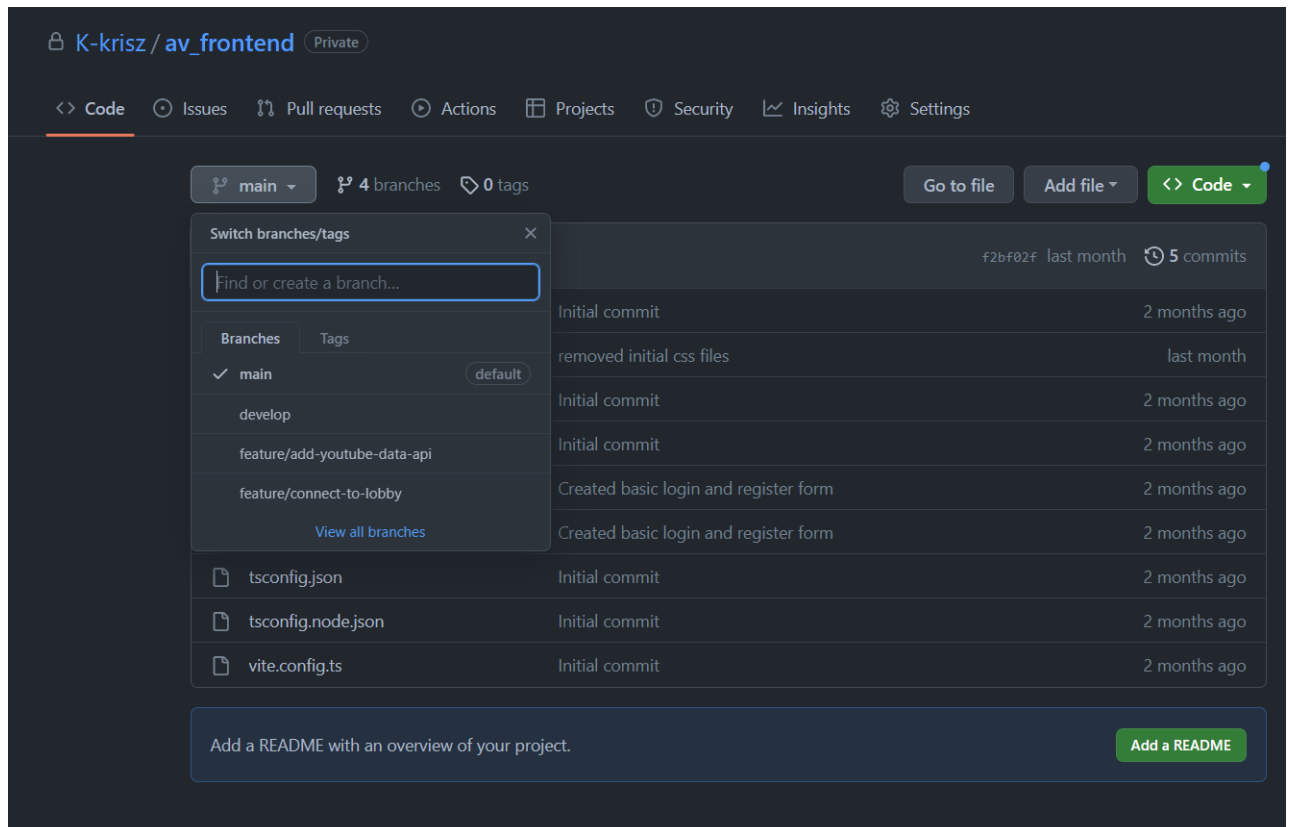 K-krisz / av_frontend Private
Code Issues Pull requests Actions Projects Security Insights Settings
main 4 branches 0 tags Go to file Add file Code
Switch branches/tags
Find or create a branch...
Branches Tags
main default
develop
feature/add-youtube-data-api
feature/connect-to-lobby
View all branches
f2bf02f last month 5 commits
Initial commit 2 months ago
removed initial css files last month
Initial commit 2 months ago
Initial commit 2 months ago
Created basic login and register form 2 months ago
Created basic login and register form 2 months ago
tsconfig.json Initial commit 2 months ago
tsconfig.node.json Initial commit 2 months ago
vite.config.ts Initial commit 2 months ago
Add a README with an overview of your project. Add a README